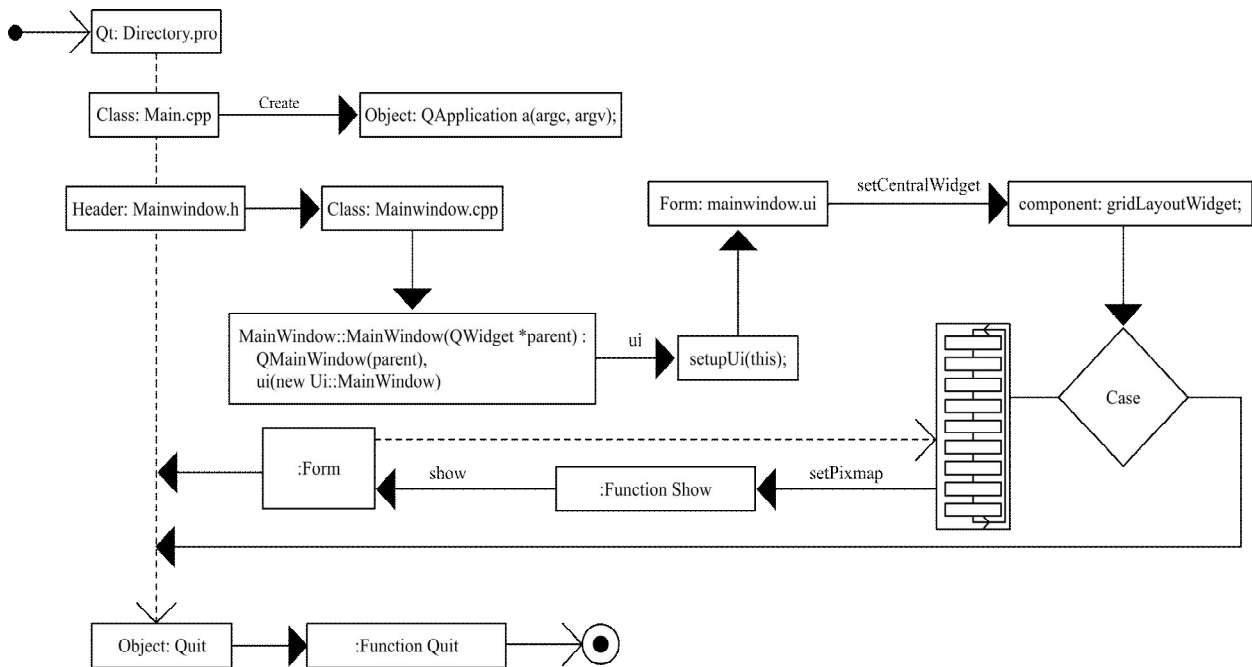 Qt: Directory.pro
Class: Main.cpp
Create
Object: QApplication a(argc, argv);
Header: Mainwindow.h
Class: Mainwindow.cpp
Form: mainwindow.ui
setCentralWidget
component: gridLayoutWidget;
MainWindow::MainWindow(QWidget *parent) :
QMainWindow(parent),
ui(new Ui::MainWindow)
ui
setupUi(this);
Case
:Form
show
:Function Show
setPixmap
Object: Quit
:Function Quit